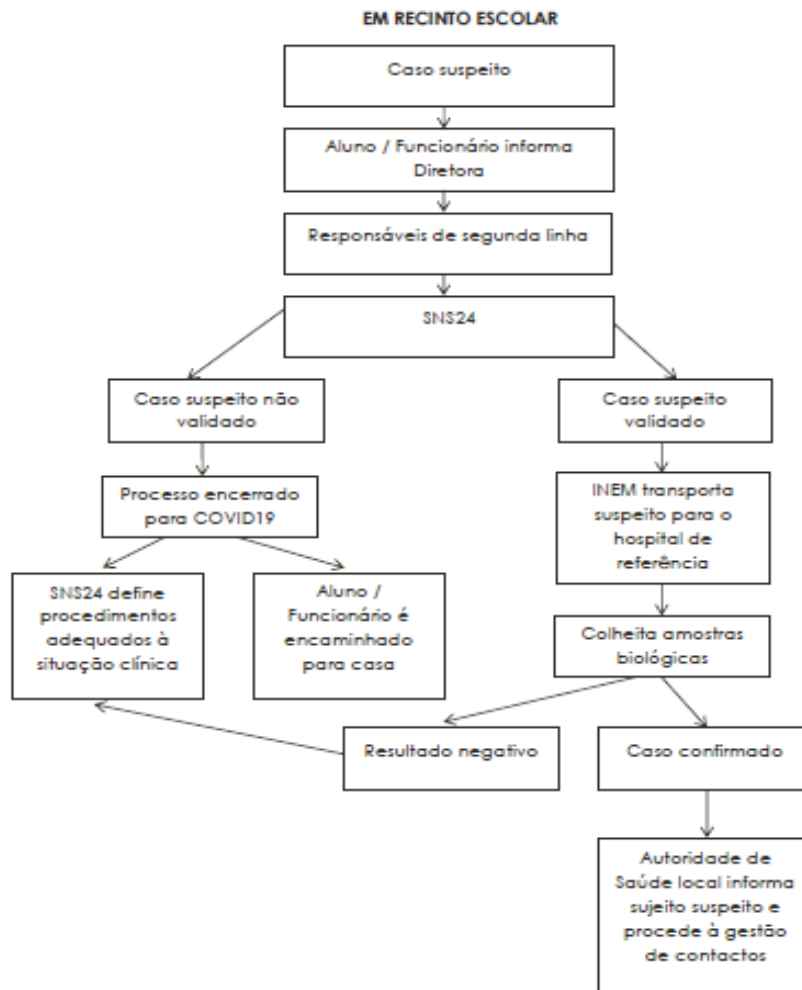 EM RECINTO ESCOLAR
Caso suspeito
Aluno / Funcionário informa
Diretora
Responsáveis de segunda linha
SNS24
Caso suspeito não
validado
Caso suspeito
validado
Processo encerrado
para COVID19
INEM transporta
suspeito para o
hospital de
referência
SNS24 define
procedimentos
adequados à
situação clínica
Aluno /
Funcionário é
encaminhado
para casa
Colheita amostras
biológicas
Resultado negativo
Caso confirmado
Autoridade de
Saúde local informa
sujeito suspeito e
procede à gestão
de contactos